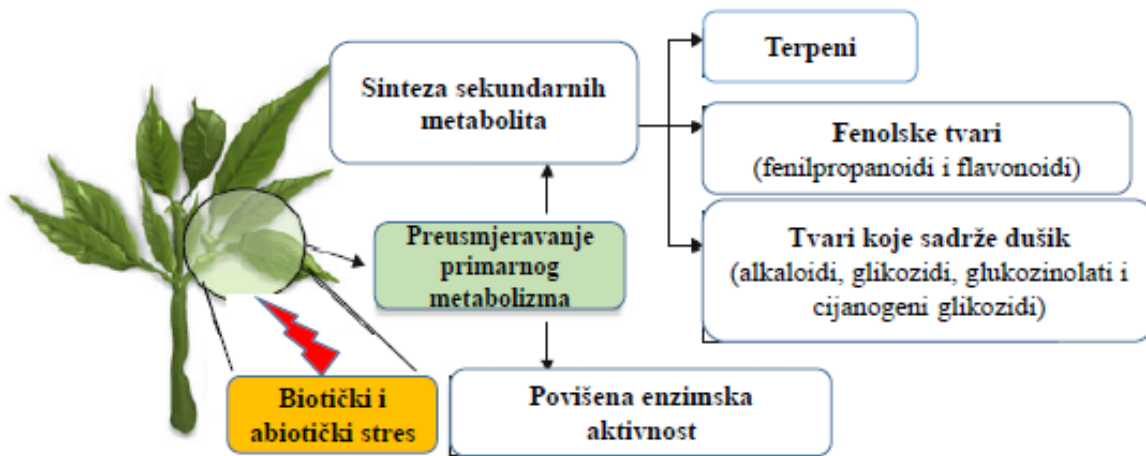 Sinteza sekundarnih
metabolita
Terpeni
Fenolske tvari
(fenilpropanoidi i flavonoidi)
Tvari koje sadrže dušik
(alkaloidi, glikozidi, glukozinolati i
cijanogeni glikozidi)
Preusmjeravanje
primarnog
metabolizma
Biotički i
abiotički stres
Povišena enzimska
aktivnost